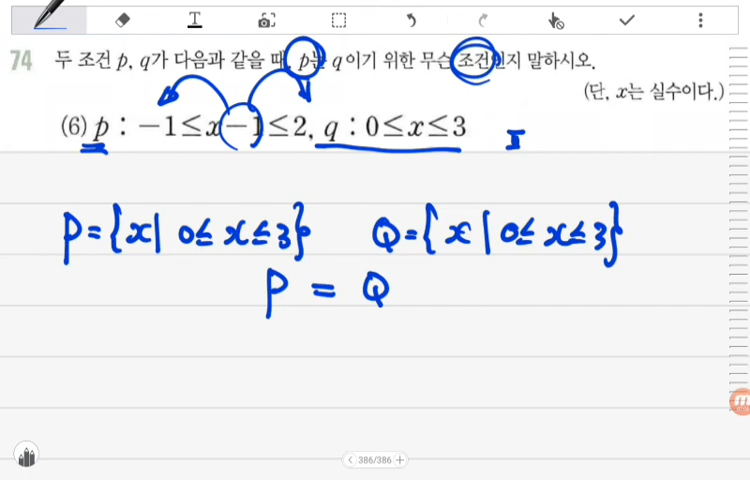 74 두 조건 p, q가 다음과 같을 때, p는 q이기 위한 무슨 조건인지 말하시오.
(단, x는 실수이다.)
(6) p : −1≤x−1≤2, q : 0≤x≤3
P={x| 0≤x≤3} Q={x|0≤x≤3}
P = Q
386/386